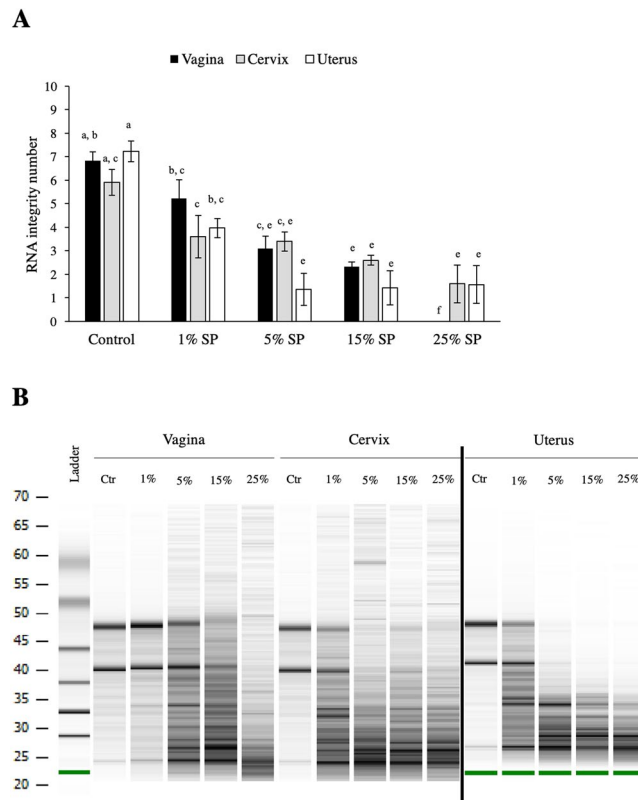 A
Vagina Cervix Uterus
RNA integrity number
10
9
8
7
6
5
4
3
2
1
0
a, b
a, c
a
b, c
c
b, c
c, e
c, e
e
e
e
e
f
e
e
Control 1% SP 5% SP 15% SP 25% SP
B
Vagina Cervix Uterus
Ladder
Ctr 1% 5% 15% 25% Ctr 1% 5% 15% 25% Ctr 1% 5% 15% 25%
70
65
60
55
50
45
40
35
30
25
20